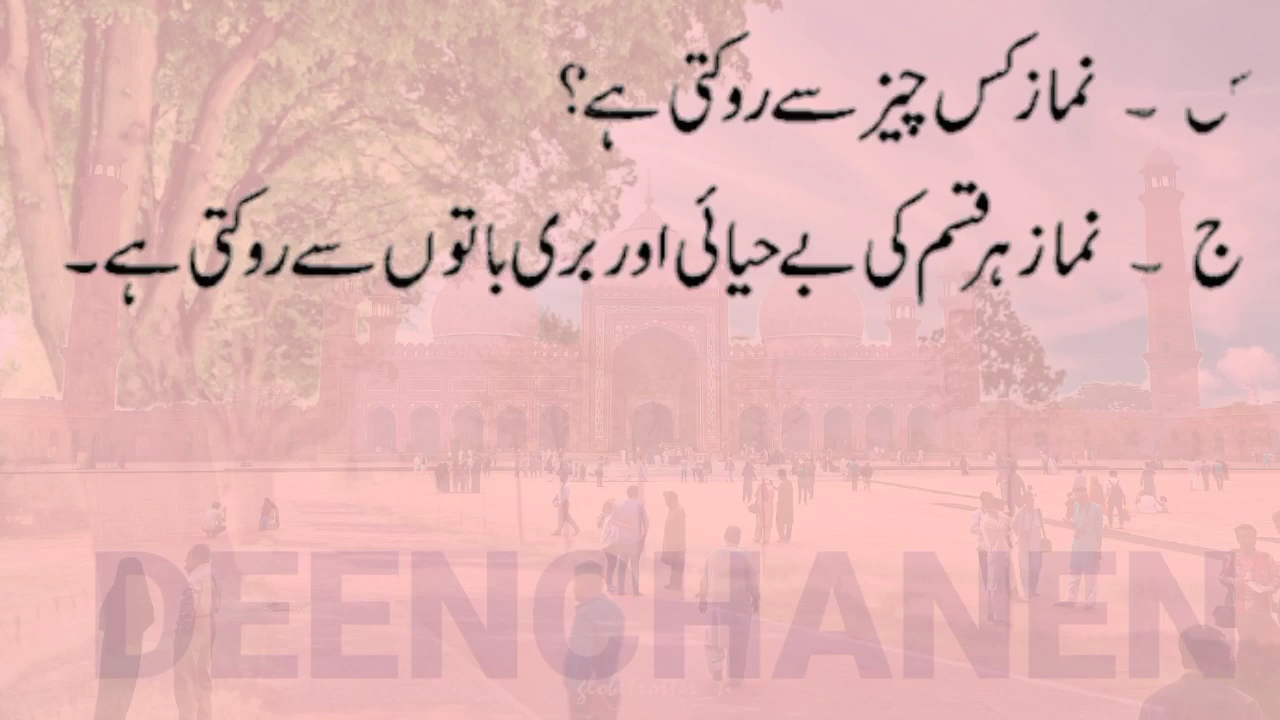 س ۔ نماز کس چیز سے روکتی ہے؟
ج ۔ نماز ہر قسم کی بے حیائی اور بری باتوں سے روکتی ہے۔
DEENCHANEN